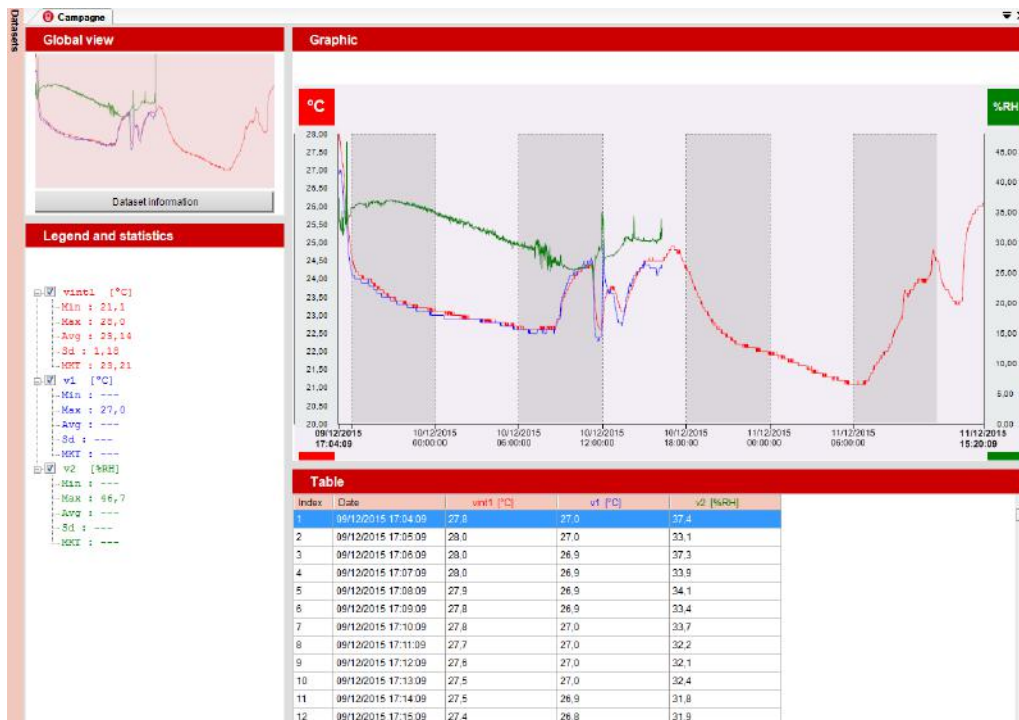 Datasets
Campagne
Global view
Dataset information
Legend and statistics
vint1 [°C]
Min : 21,1
Max : 28,0
Avg : 23,14
Sd : 1,18
MKT : 23,21
v1 [°C]
Min : ---
Max : 27,0
Avg : ---
Sd : ---
MKT : ---
v2 [%RH]
Min : ---
Max : 46,7
Avg : ---
Sd : ---
MKT : ---
Graphic
°C
%RH
28,00
27,50
27,00
26,50
26,00
25,50
25,00
24,50
24,00
23,50
23,00
22,50
22,00
21,50
21,00
20,50
20,00
45,00
40,00
35,00
30,00
25,00
20,00
15,00
10,00
5,00
0,00
09/12/2015 10/12/2015 10/12/2015 10/12/2015 10/12/2015 11/12/2015 11/12/2015 11/12/2015
17:04:09 00:00:00 06:00:00 12:00:00 18:00:00 00:00:00 06:00:00 15:20:09
Table
Index Date vint1 [°C] v1 [°C] v2 [%RH]
1 09/12/2015 17:04:09 27,8 27,0 37,4
2 09/12/2015 17:05:09 28,0 27,0 33,1
3 09/12/2015 17:06:09 28,0 26,9 37,3
4 09/12/2015 17:07:09 28,0 26,9 33,9
5 09/12/2015 17:08:09 27,9 26,9 34,1
6 09/12/2015 17:09:09 27,8 26,9 33,4
7 09/12/2015 17:10:09 27,8 27,0 33,7
8 09/12/2015 17:11:09 27,7 27,0 32,2
9 09/12/2015 17:12:09 27,6 27,0 32,1
10 09/12/2015 17:13:09 27,5 27,0 32,4
11 09/12/2015 17:14:09 27,5 26,9 31,8
12 09/12/2015 17:15:09 27,4 26,8 31,9